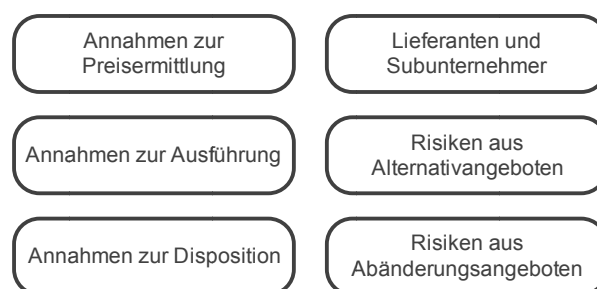 Annahmen zur
Preisermittlung
Lieferanten und
Subunternehmer
Annahmen zur Ausführung
Risiken aus
Alternativangeboten
Annahmen zur Disposition
Risiken aus
Abänderungsangeboten